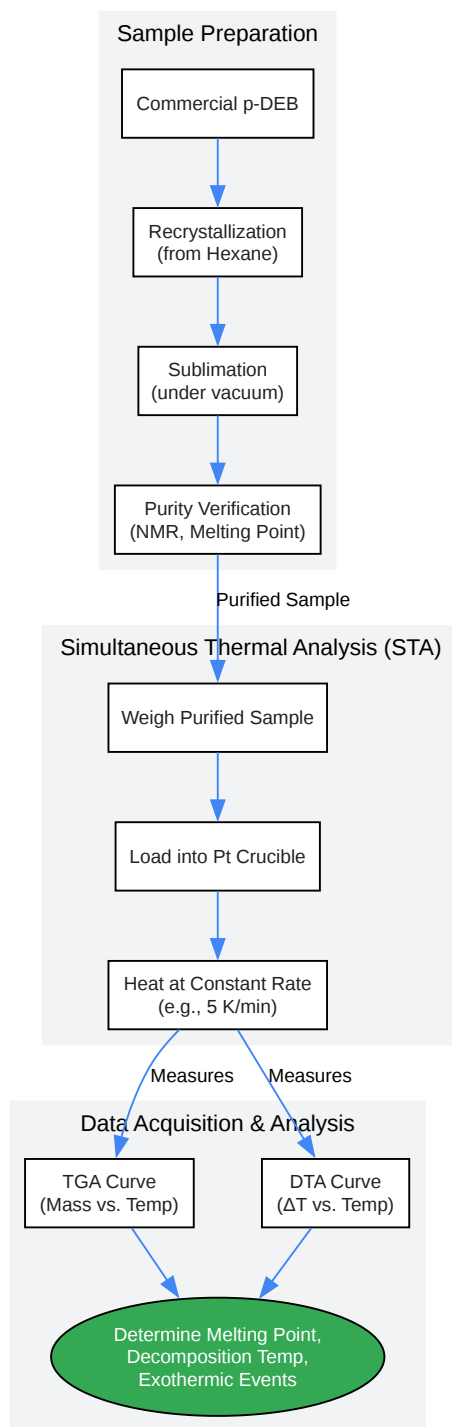 Sample Preparation
Commercial p-DEB
Recrystallization
(from Hexane)
Sublimation
(under vacuum)
Purity Verification
(NMR, Melting Point)
Purified Sample
Simultaneous Thermal Analysis (STA)
Weigh Purified Sample
Load into Pt Crucible
Heat at Constant Rate
(e.g., 5 K/min)
Measures
Measures
Data Acquisition & Analysis
TGA Curve
(Mass vs. Temp)
DTA Curve
(ΔT vs. Temp)
Determine Melting Point,
Decomposition Temp,
Exothermic Events